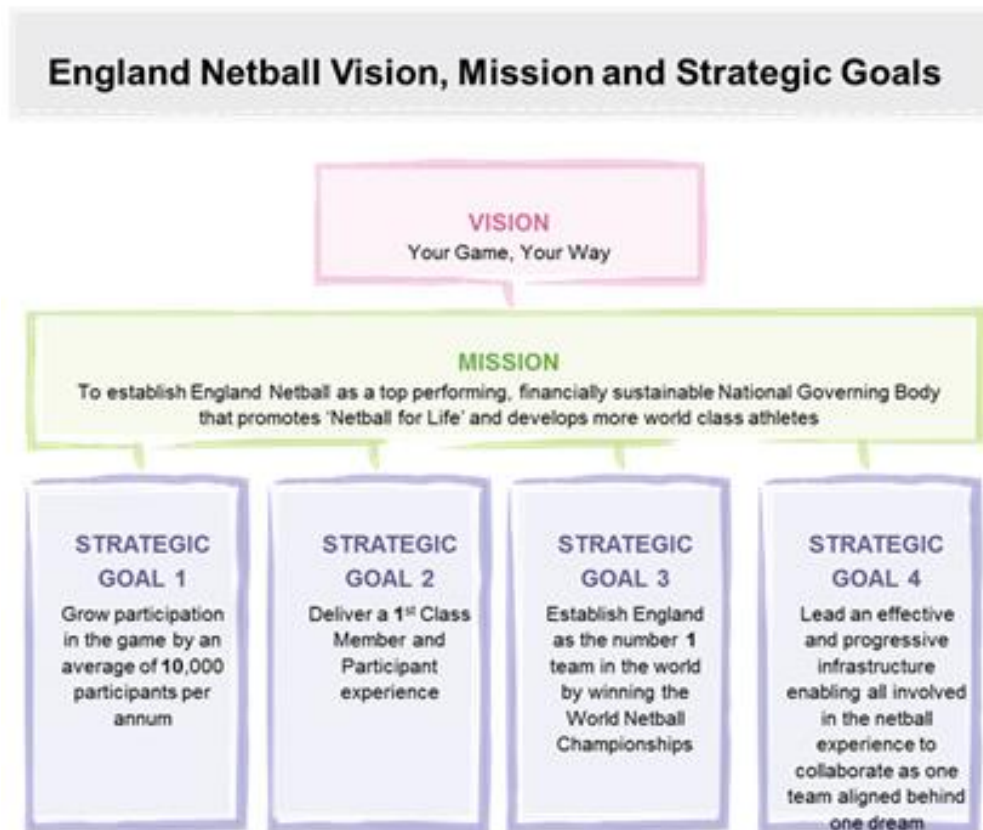 England Netball Vision, Mission and Strategic Goals
VISION
Your Game, Your Way
MISSION
To establish England Netball as a top performing, financially sustainable National Governing Body
that promotes 'Netball for Life' and develops more world class athletes
STRATEGIC
GOAL 1
Grow participation
in the game by an
average of 10,000
participants per
annum
STRATEGIC
GOAL 2
Deliver a 1st Class
Member and
Participant
experience
STRATEGIC
GOAL 3
Establish England
as the number 1
team in the world
by winning the
World Netball
Championships
STRATEGIC
GOAL 4
Lead an effective
and progressive
infrastructure
enabling all involved
in the netball
experience to
collaborate as one
team aligned behind
one dream